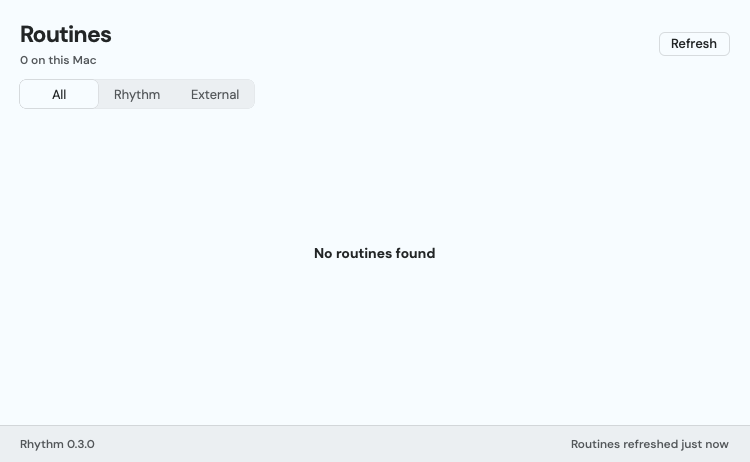 Routines
0 on this Mac
Refresh
All
Rhythm
External
No routines found
Rhythm 0.3.0
Routines refreshed just now